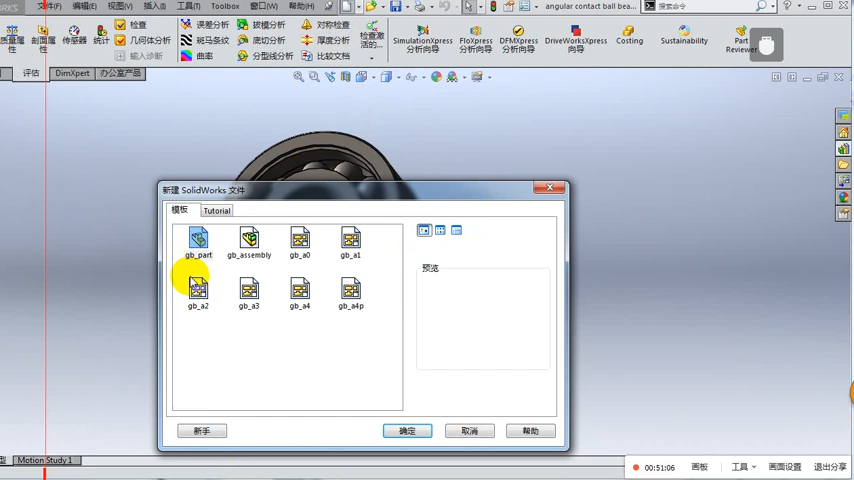 文件(F) 编辑(E) 视图(V) 插入(I) 工具(T) Toolbox 窗口(W) 帮助(H) angular contact ball bea... 搜索命令
检查 误差分析 拔模分析 对称检查
几何体分析 斑马条纹 底切分析 厚度分析
输入诊断 曲率 分型线分析 比较文档
质量属性 剖面属性 传感器 统计 检查激活的... SimulationXpress 分析向导 FloXpress 分析向导 DFMXpress 分析向导 DriveWorksXpress 向导 Costing Sustainability Part Reviewer
评估 DimXpert 办公室产品
新建 SolidWorks 文件
模板 Tutorial
gb_part gb_assembly gb_a0 gb_a1
预览
gb_a2 gb_a3 gb_a4 gb_a4p
新手 确定 取消 帮助
Motion Study 1
00:51:06 画板 工具 画面设置 退出分享